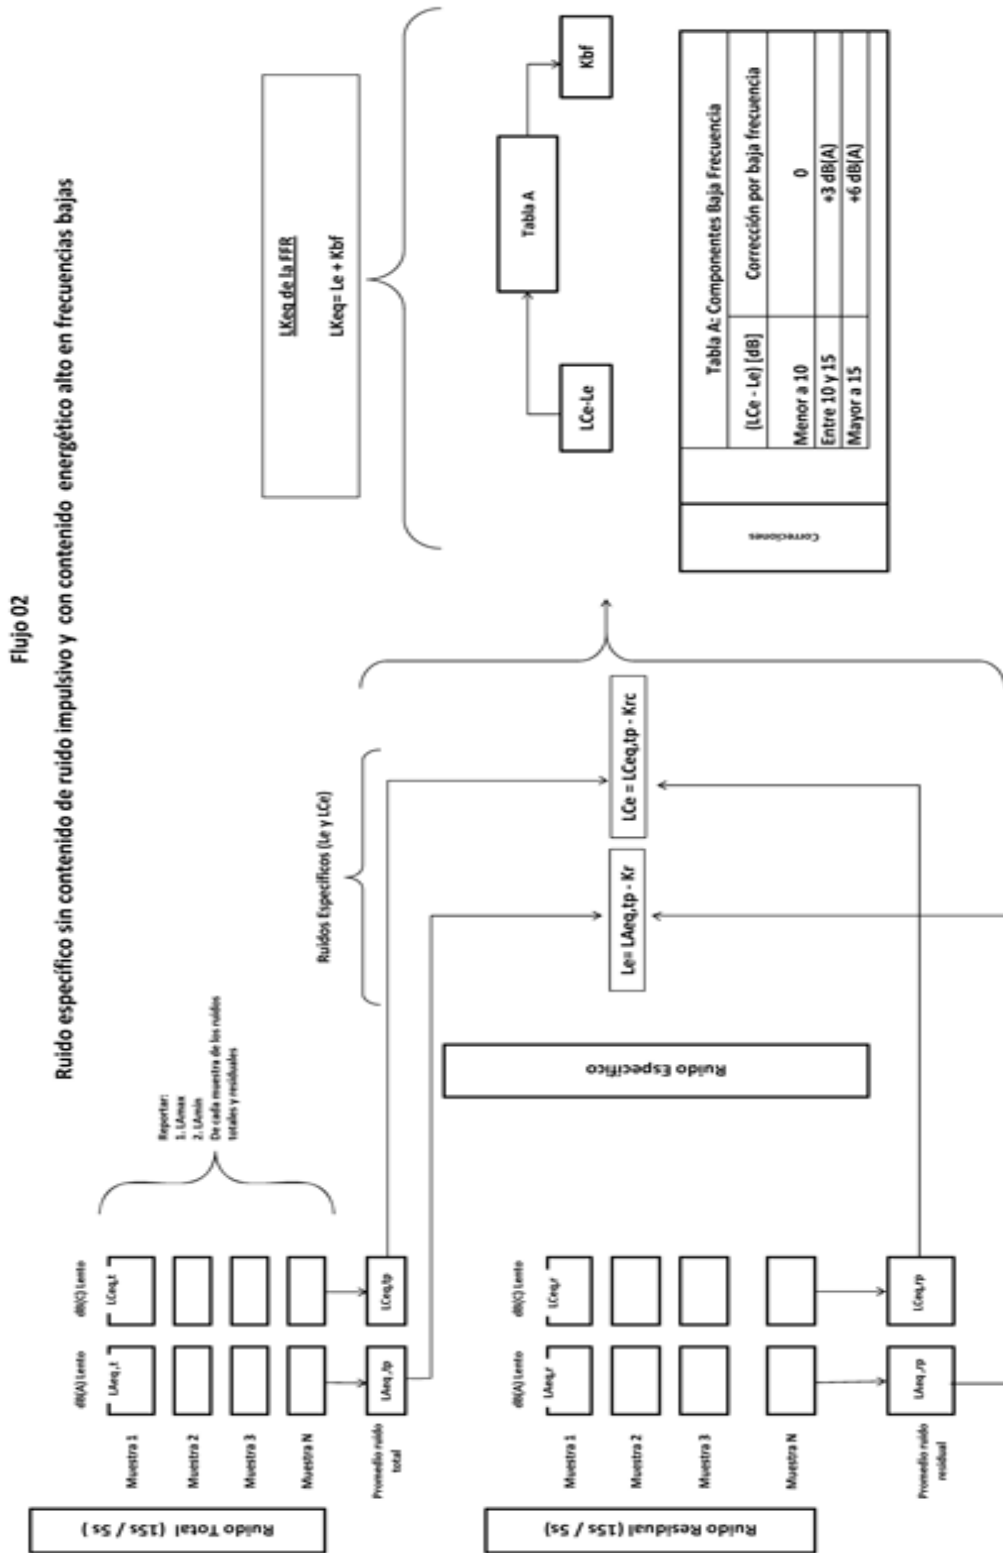 Flujo 02
Ruido específico sin contenido de ruido impulsivo y con contenido energético alto en frecuencias bajas
Ruido Total (15s / 5s )
dB(A) Lento
dB(C) Lento
Muestra 1
LAeq,t
LCeq,t
Muestra 2
Muestra 3
Muestra N
Promedio ruido
total
LAeq,tp
LCeq,tp
Reportar:
1. LAmax
2. LAmin
De cada muestra de los ruidos
totales y residuales
Ruido Residual (15s / 5s)
dB(A) Lento
dB(C) Lento
Muestra 1
LAeq,r
LCeq,r
Muestra 2
Muestra 3
Muestra N
Promedio ruido
residual
LAeq,rp
LCeq,rp
Ruido Específico
Ruidos Específicos (Le y LCe)
Le= LAeq,tp - Kr
LCe = LCeq,tp - Krc
LKeq de la FFR
LKeq= Le + Kbf
LCe-Le
Tabla A
Kbf
Correciones
Tabla A: Componentes Baja Frecuencia
(LCe - Le) [dB]
Corrección por baja frecuencia
Menor a 10
0
Entre 10 y 15
+3 dB(A)
Mayor a 15
+6 dB(A)